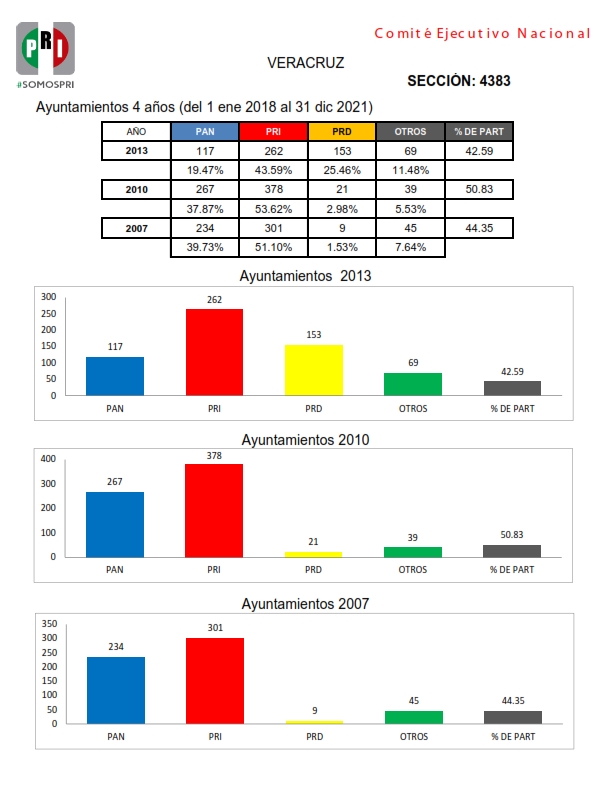 Comité Ejecutivo Nacional
PRI
#SOMOSPRI
VERACRUZ
SECCIÓN: 4383
Ayuntamientos 4 años (del 1 ene 2018 al 31 dic 2021)
AÑO PAN PRI PRD OTROS % DE PART
2013 117 262 153 69 42.59
19.47% 43.59% 25.46% 11.48%
2010 267 378 21 39 50.83
37.87% 53.62% 2.98% 5.53%
2007 234 301 9 45 44.35
39.73% 51.10% 1.53% 7.64%
Ayuntamientos 2013
300
250
200
150
100
50
0
117 262 153 69 42.59
PAN PRI PRD OTROS % DE PART
Ayuntamientos 2010
400
300
200
100
0
267 378 21 39 50.83
PAN PRI PRD OTROS % DE PART
Ayuntamientos 2007
350
300
250
200
150
100
50
0
234 301 9 45 44.35
PAN PRI PRD OTROS % DE PART